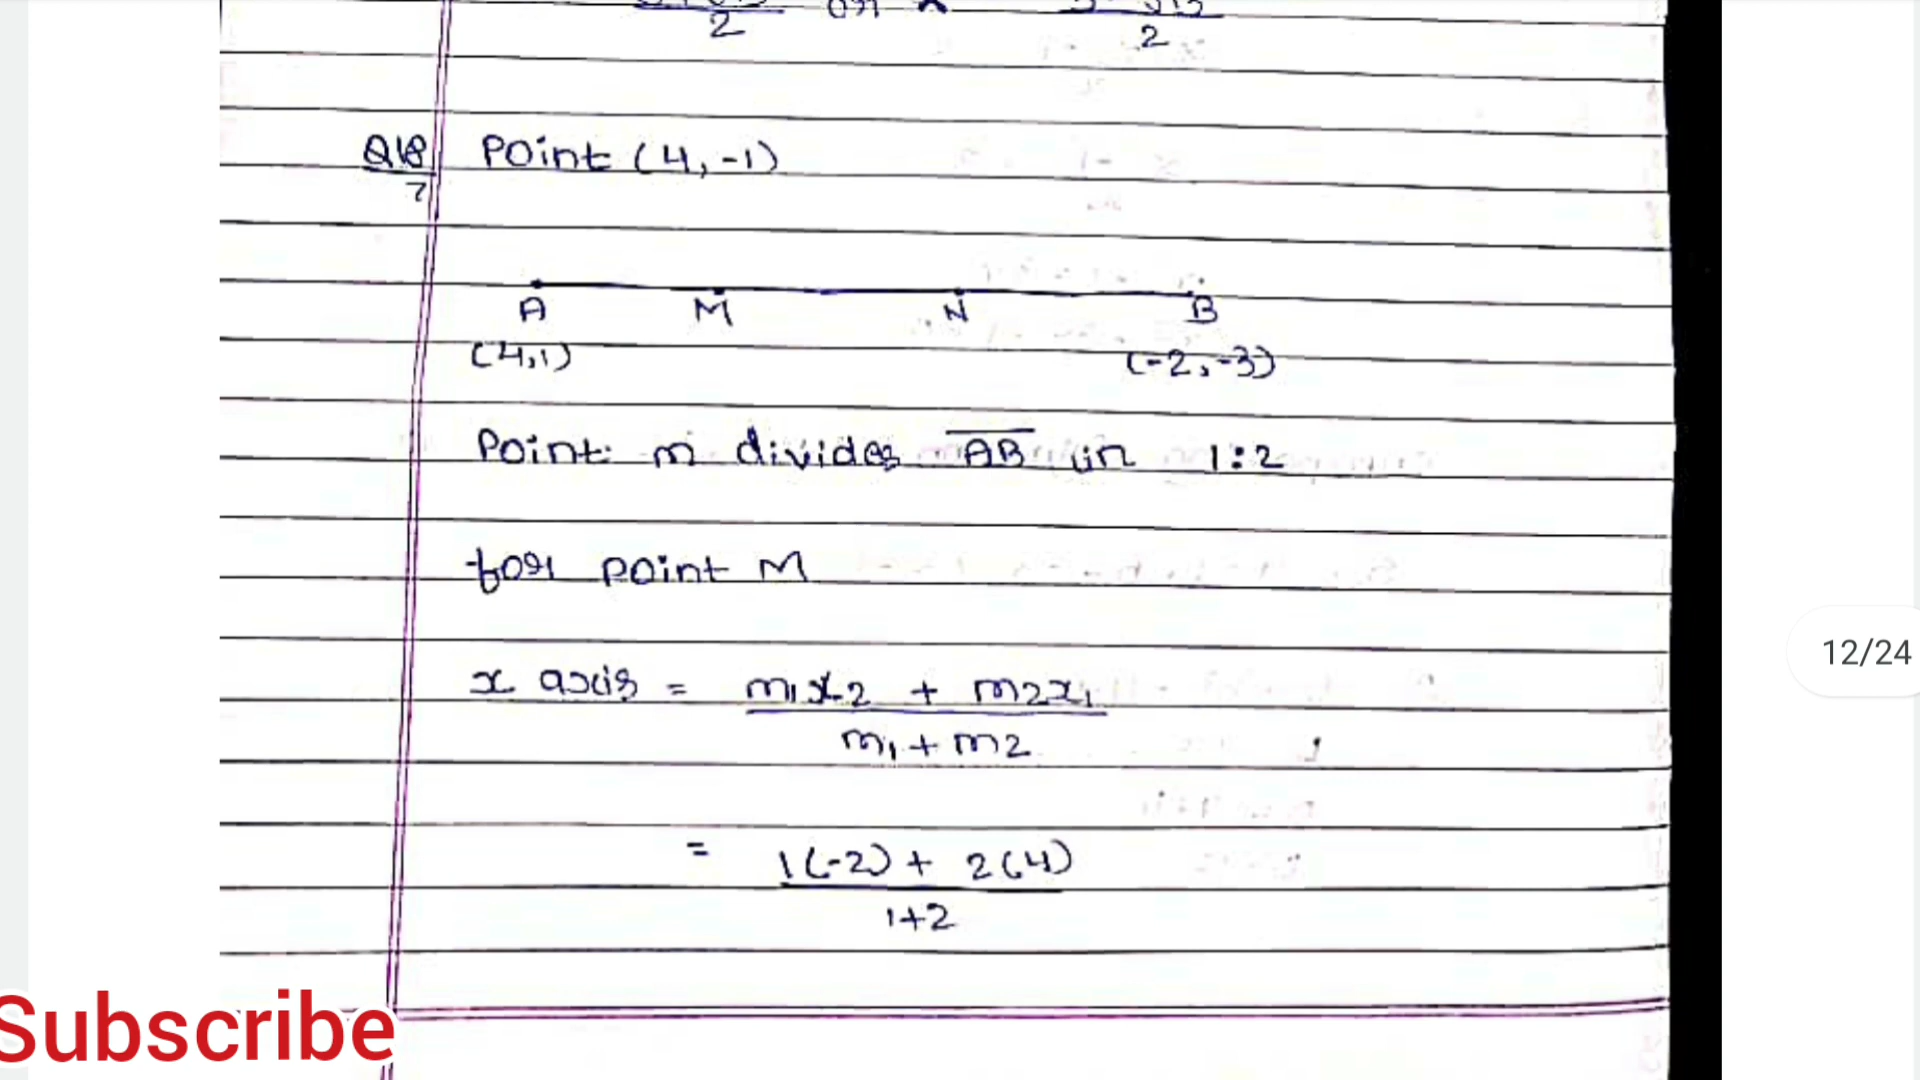 2 or x 2
Q18 Point (4,-1)
7
A M N B
(4,1) (-2,-3)
Point m divides AB in 1:2
for point M
x axis = m1x2 + m2x1
m1 + m2
= 1(-2) + 2(4)
1+2
12/24
Subscribe